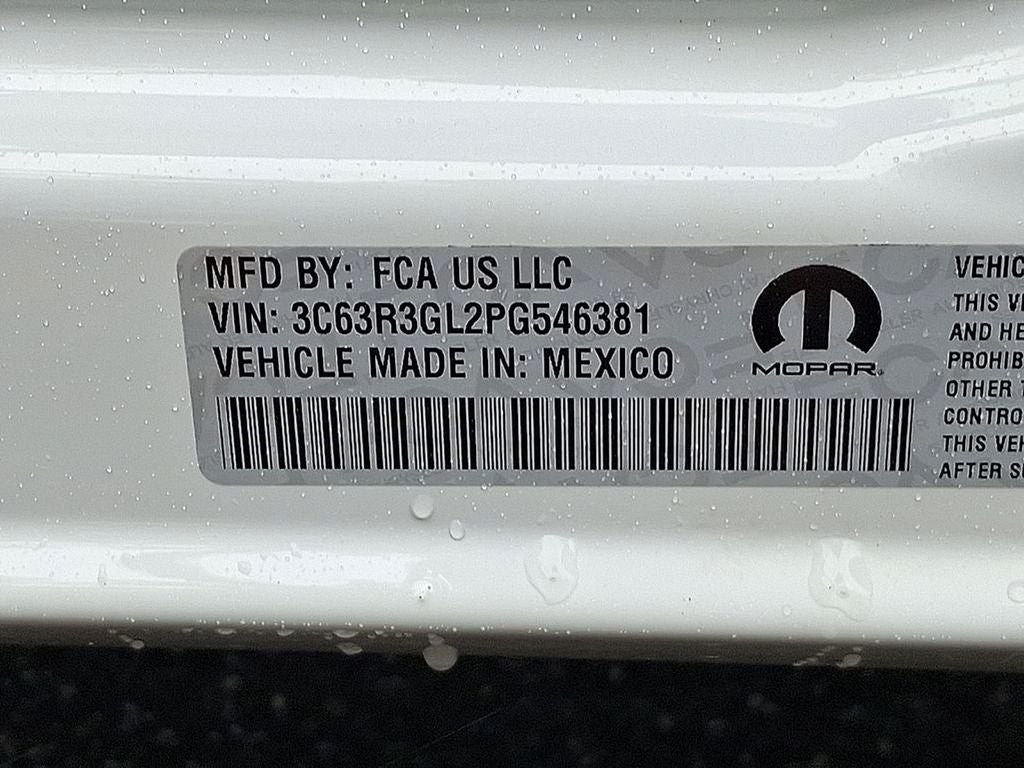 MFD BY: FCA US LLC
VIN: 3C63R3GL2PG546381
VEHICLE MADE IN: MEXICO
MOPAR
VEHIC
THIS VE
AND HE
PROHIB
OTHER T
CONTRO
THIS VEH
AFTER S